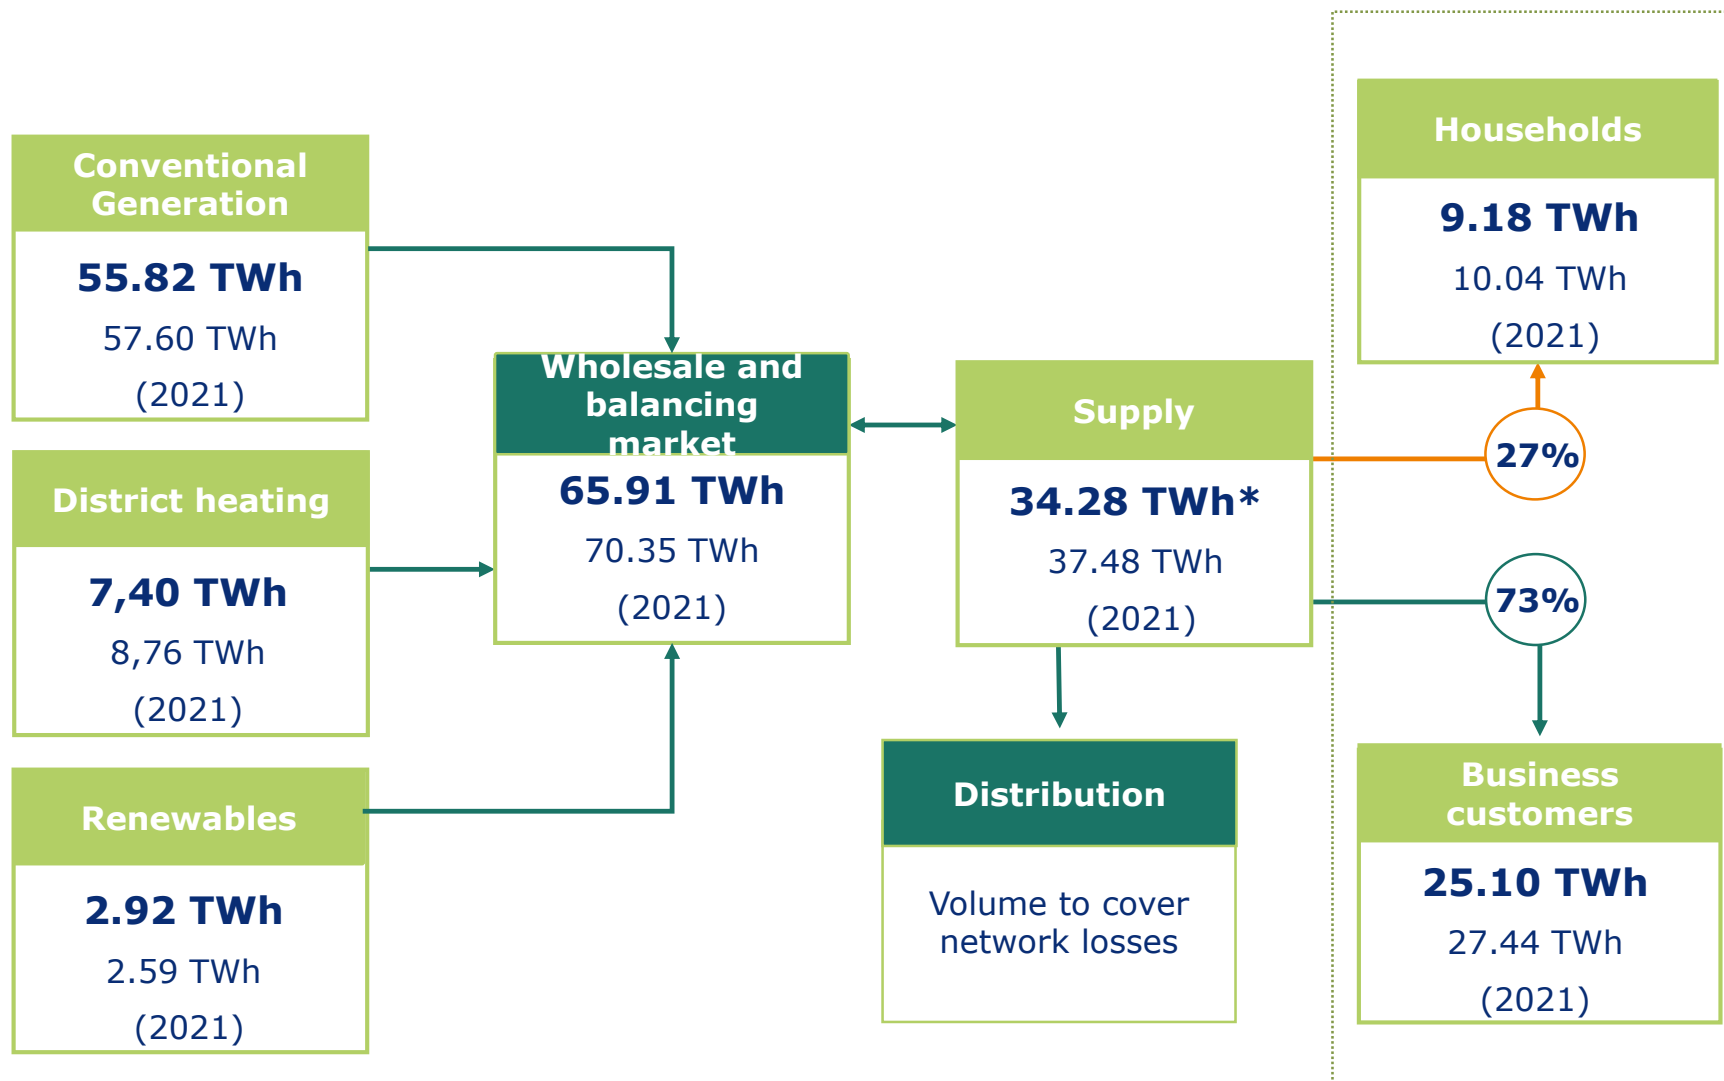 Conventional
Generation
55.82 TWh
57.60 TWh
(2021)
District heating
7,40 TWh
8,76 TWh
(2021)
Renewables
2.92 TWh
2.59 TWh
(2021)
Wholesale and
balancing
market
65.91 TWh
70.35 TWh
(2021)
Supply
34.28 TWh*
37.48 TWh
(2021)
Distribution
Volume to cover
network losses
Households
9.18 TWh
10.04 TWh
(2021)
27%
73%
Business
customers
25.10 TWh
27.44 TWh
(2021)